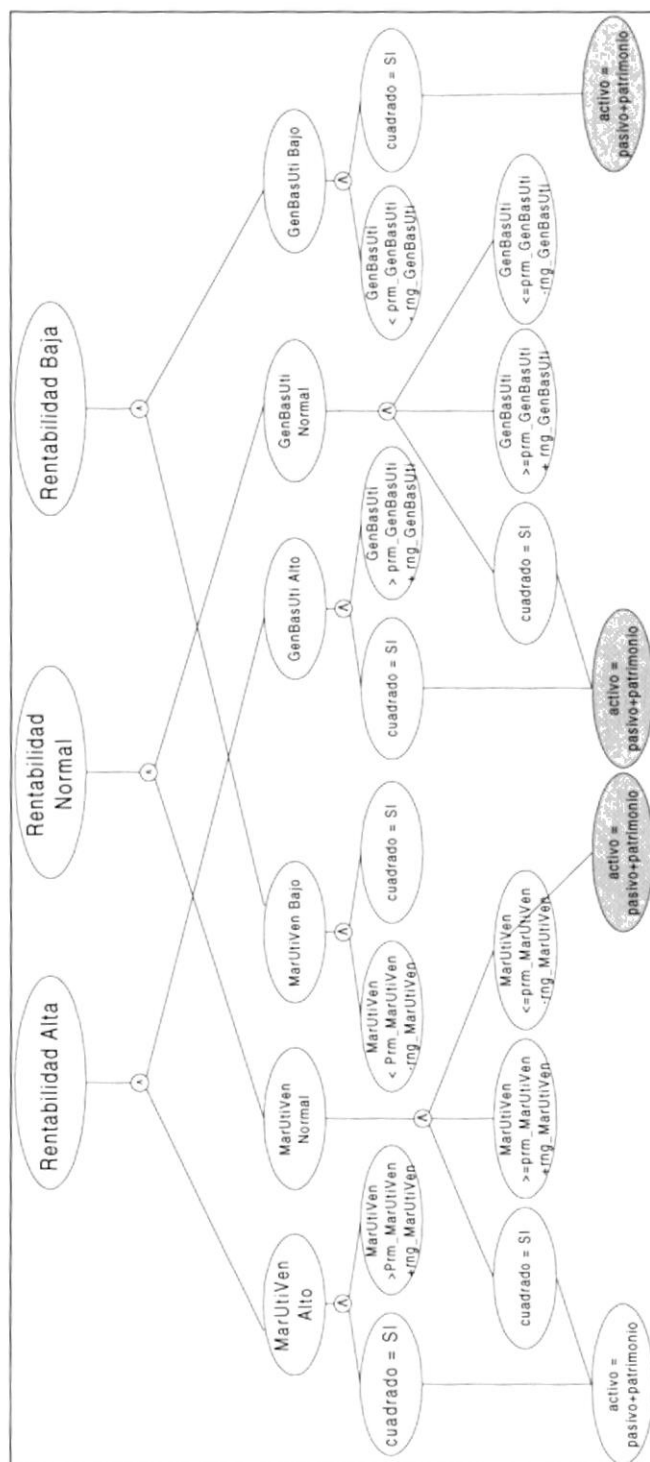 Rentabilidad Alta
Rentabilidad
Normal
Rentabilidad Baja
MarUtiVen
Alto
MarUtiVen
Normal
MarUtiVen Bajo
GenBasUti Alto
GenBasUti
Normal
GenBasUti Bajo
cuadrado = SI
MarUtiVen
>Prm_MarUtiVen
+rng_MarUtiVen
MarUtiVen
< Prm_MarUtiVen
-rng_MarUtiVen
cuadrado = SI
cuadrado = SI
GenBasUti
> prm_GenBasUti
+ rng_GenBasUti
GenBasUti
< prm_GenBasUti
- rng_GenBasUti
cuadrado = SI
cuadrado = SI
MarUtiVen
>=prm_MarUtiVen
+rng_MarUtiVen
MarUtiVen
<=prm_MarUtiVen
-rng_MarUtiVen
cuadrado = SI
GenBasUti
>=prm_GenBasUti
+ rng_GenBasUti
GenBasUti
<=prm_GenBasUti
-rng_GenBasUti
activo =
pasivo+patrimonio
activo =
pasivo+patrimonio
activo =
pasivo+patrimonio
activo =
pasivo+patrimonio